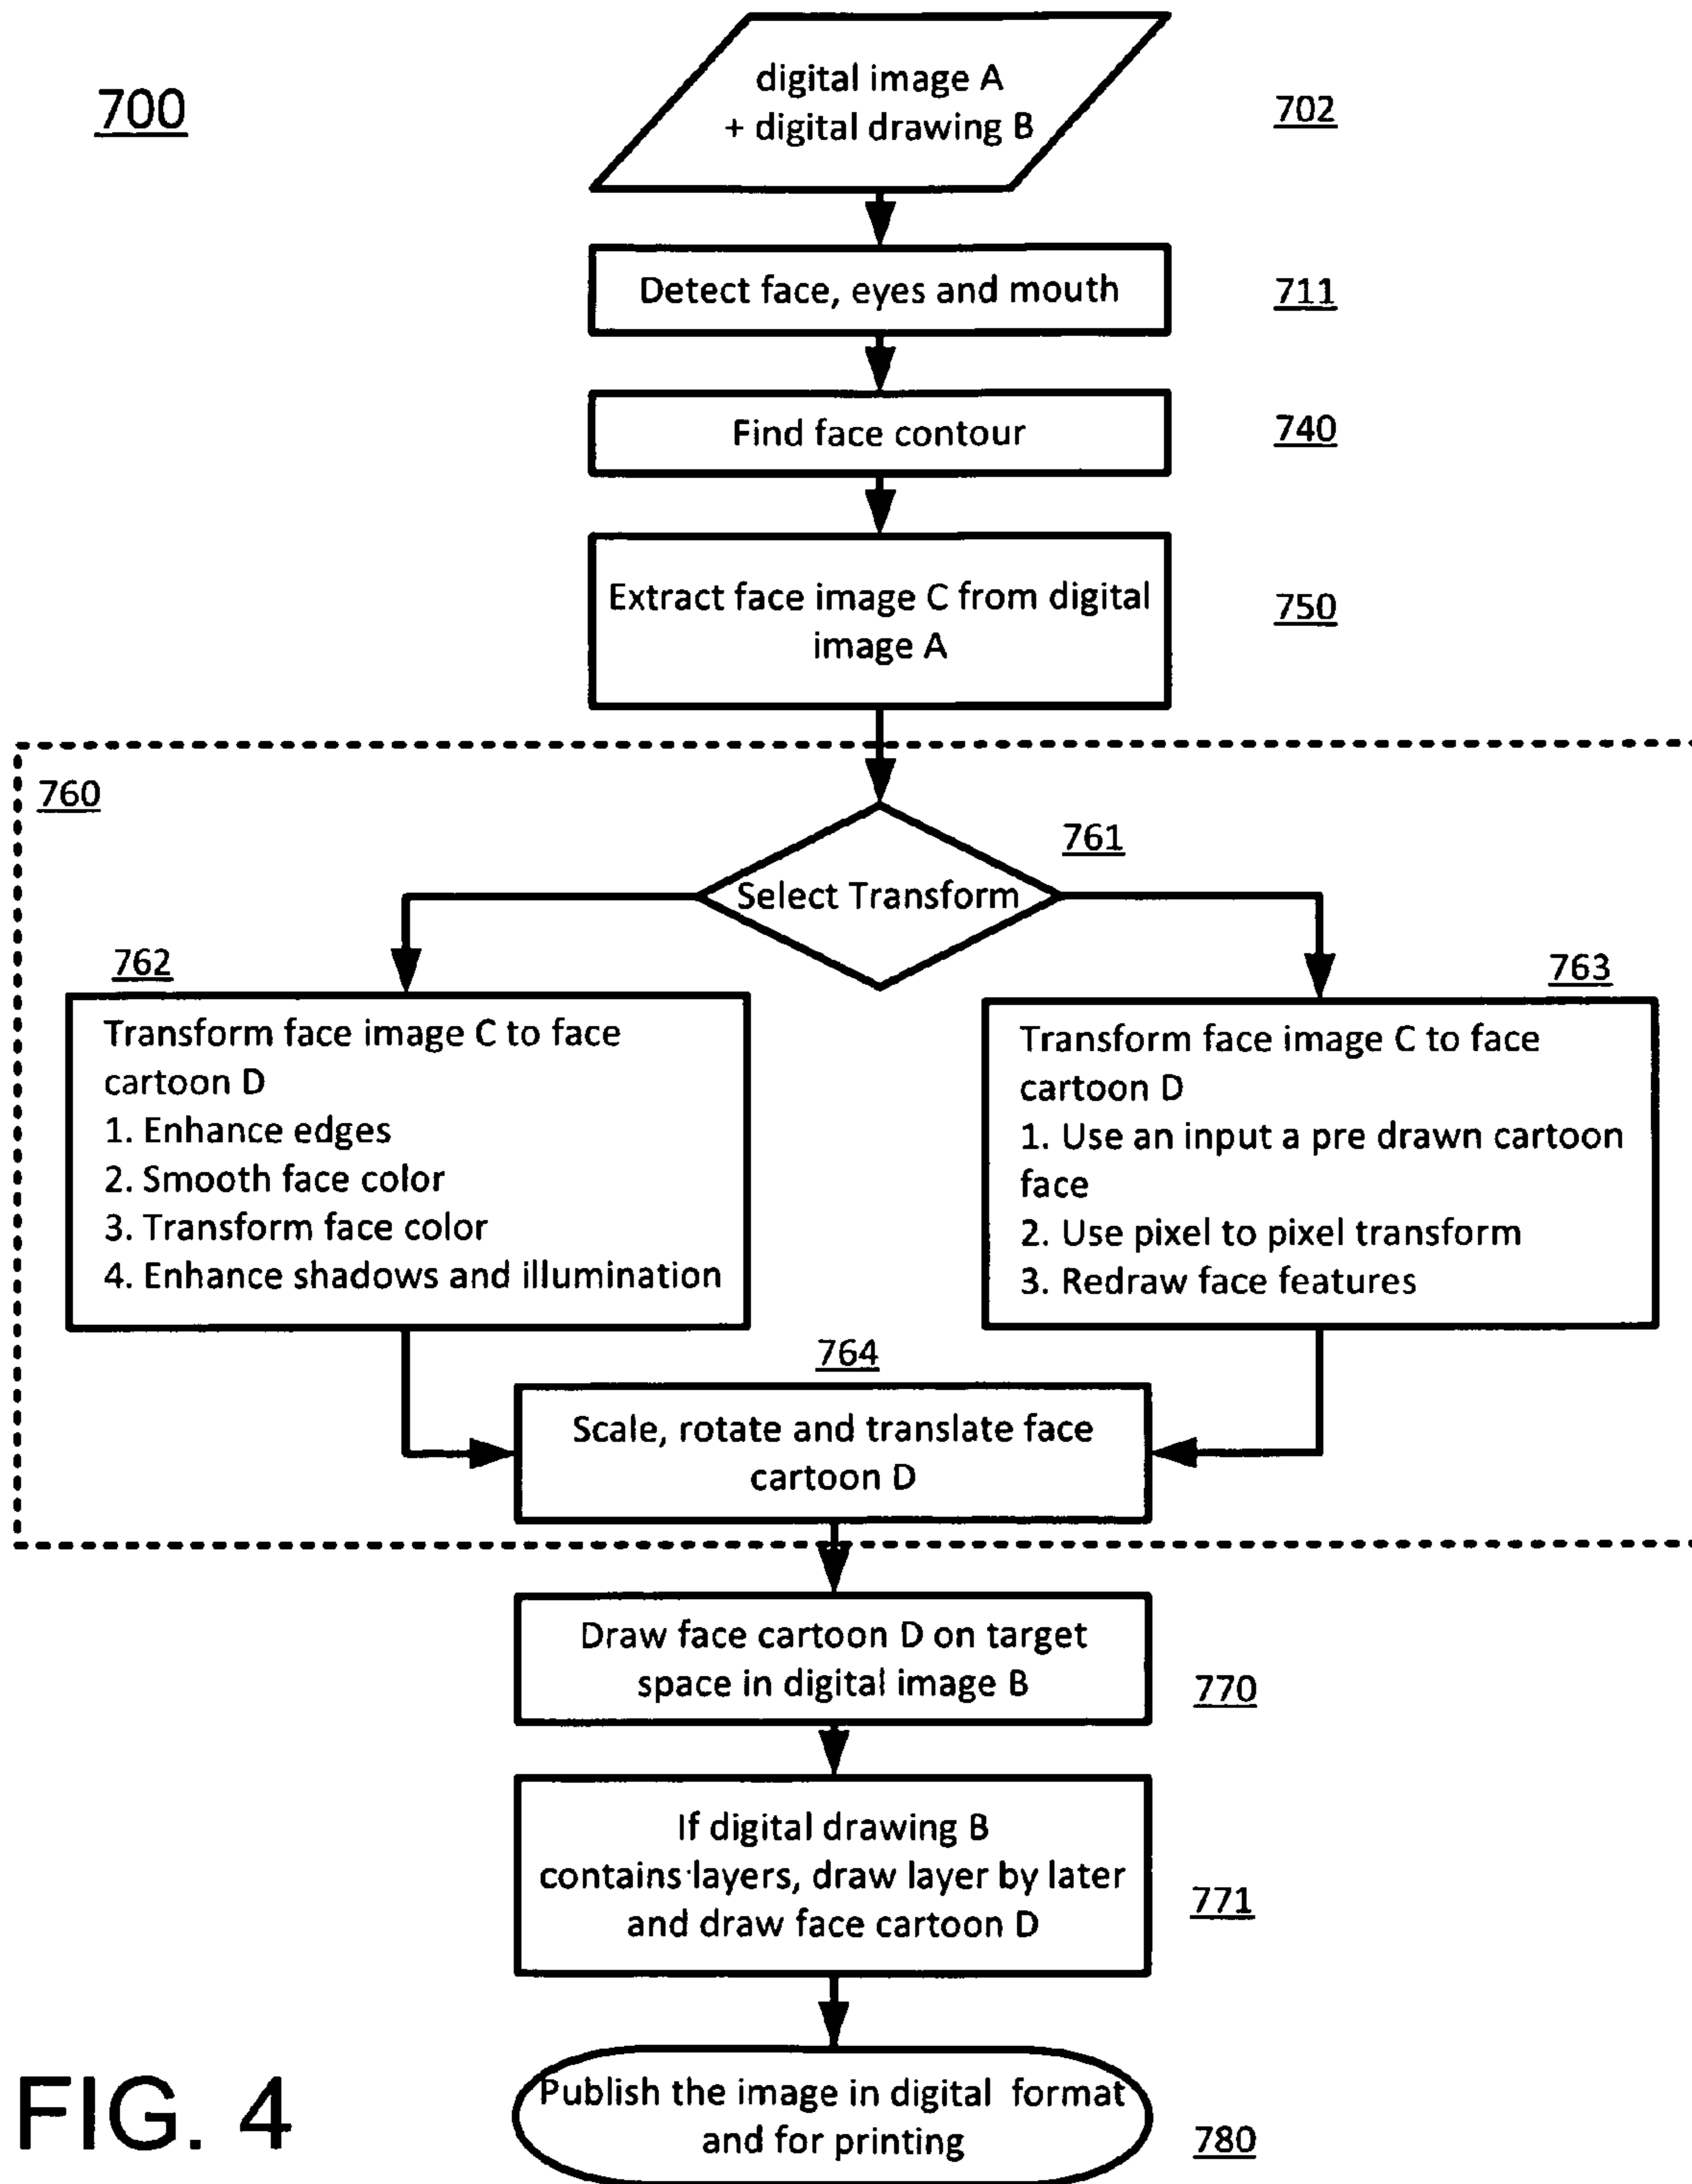 700
digital image A
+ digital drawing B
702
Detect face, eyes and mouth
711
Find face contour
740
Extract face image C from digital
image A
750
760
761
Select Transform
762
Transform face image C to face
cartoon D
1. Enhance edges
2. Smooth face color
3. Transform face color
4. Enhance shadows and illumination
763
Transform face image C to face
cartoon D
1. Use an input a pre drawn cartoon
face
2. Use pixel to pixel transform
3. Redraw face features
764
Scale, rotate and translate face
cartoon D
Draw face cartoon D on target
space in digital image B
770
If digital drawing B
contains layers, draw layer by later
and draw face cartoon D
771
Publish the image in digital format
and for printing
780
FIG. 4